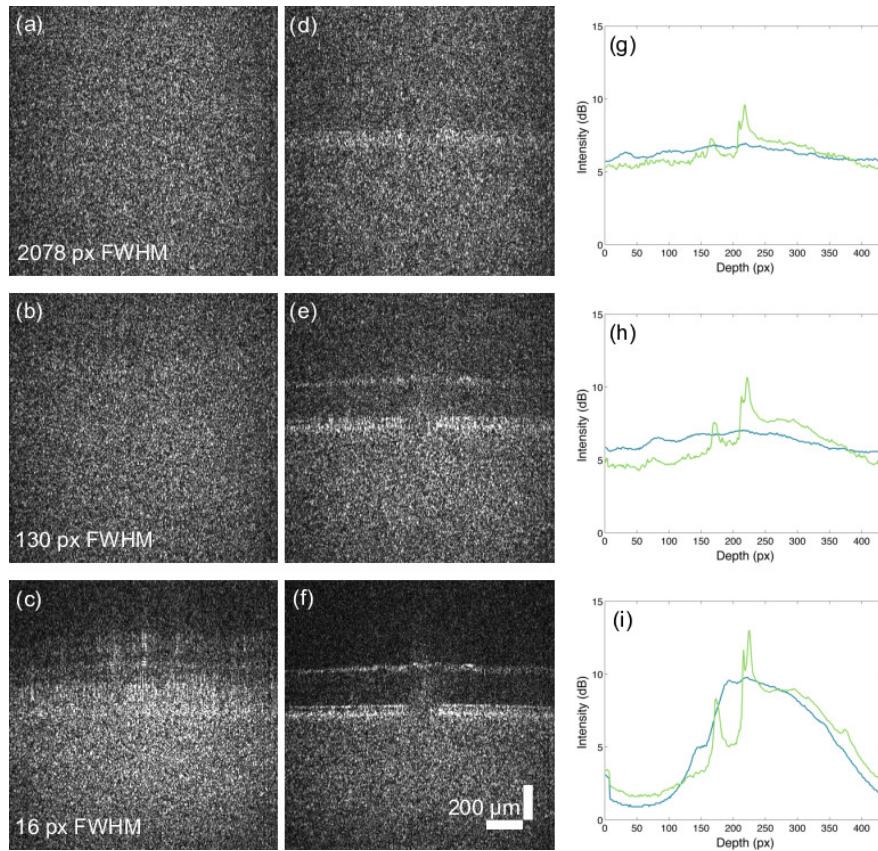 (a)
2078 px FWHM
(d)
(g)
15
10
5
0
Intensity (dB)
0 50 100 150 200 250 300 350 400
Depth (px)
(b)
130 px FWHM
(e)
(h)
15
10
5
0
Intensity (dB)
0 50 100 150 200 250 300 350 400
Depth (px)
(c)
16 px FWHM
(f)
200 µm
(i)
15
10
5
0
Intensity (dB)
0 50 100 150 200 250 300 350 400
Depth (px)